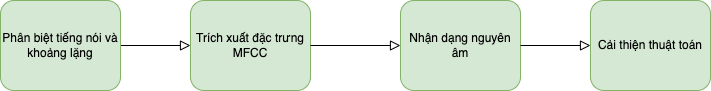 Phân biệt tiếng nói và
khoảng lặng
Trích xuất đặc trưng
MFCC
Nhận dạng nguyên
âm
Cải thiện thuật toán